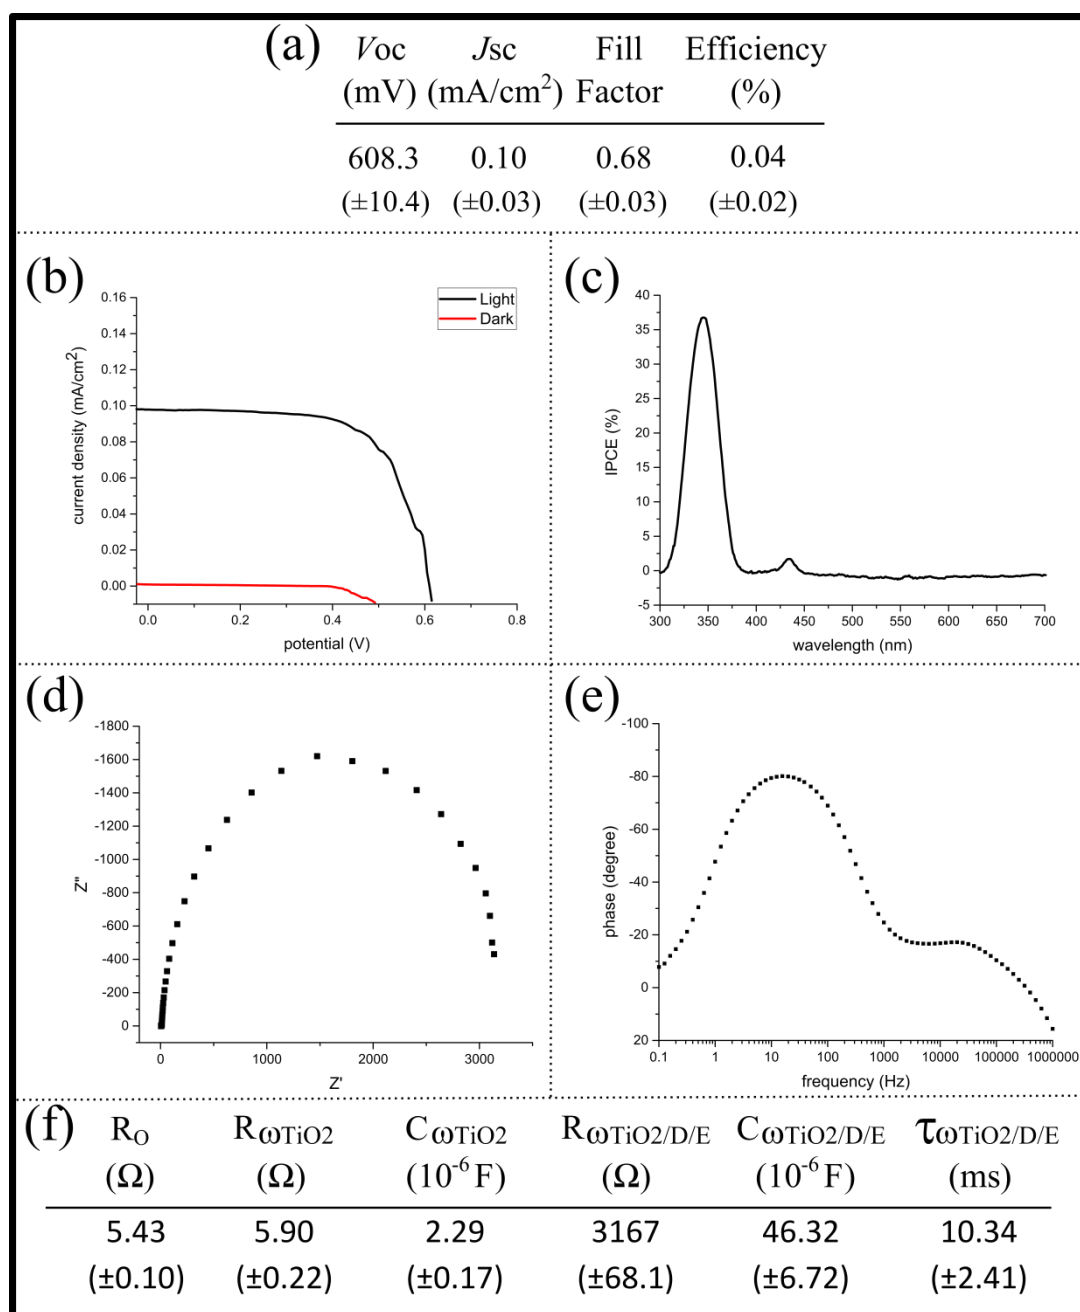 (a)
Voc Jsc Fill Efficiency
(mV) (mA/cm²) Factor (%)
608.3 0.10 0.68 0.04
(±10.4) (±0.03) (±0.03) (±0.02)
(b)
0.16
0.14
0.12
0.10
0.08
0.06
0.04
0.02
0.00
current density (mA/cm²)
Light
Dark
0.0 0.2 0.4 0.6 0.8
potential (V)
(c)
40
35
30
25
20
15
10
5
0
-5
IPCE (%)
300 350 400 450 500 550 600 650 700
wavelength (nm)
(d)
-1800
-1600
-1400
-1200
-1000
-800
-600
-400
-200
0
Z"
0 1000 2000 3000
Z'
(e)
-100
-80
-60
-40
-20
0
20
phase (degree)
0.1 1 10 100 1000 10000 100000 1000000
frequency (Hz)
(f)
R_O R_ωTiO2 C_ωTiO2 R_ωTiO2/D/E C_ωTiO2/D/E τ_ωTiO2/D/E
(Ω) (Ω) (10⁻⁶ F) (Ω) (10⁻⁶ F) (ms)
5.43 5.90 2.29 3167 46.32 10.34
(±0.10) (±0.22) (±0.17) (±68.1) (±6.72) (±2.41)